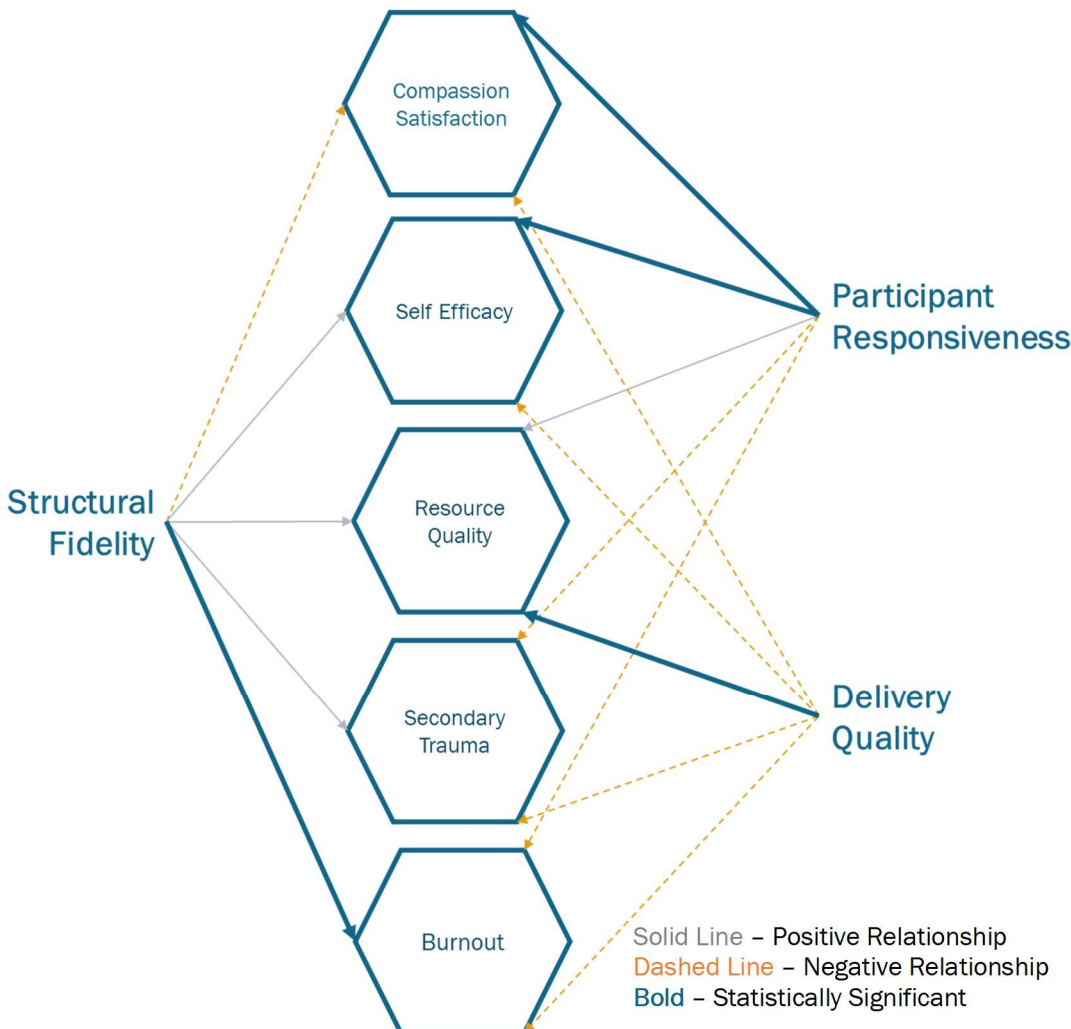 Compassion
Satisfaction
Self Efficacy
Participant
Responsiveness
Structural
Fidelity
Resource
Quality
Secondary
Trauma
Delivery
Quality
Burnout
Solid Line – Positive Relationship
Dashed Line – Negative Relationship
Bold – Statistically Significant